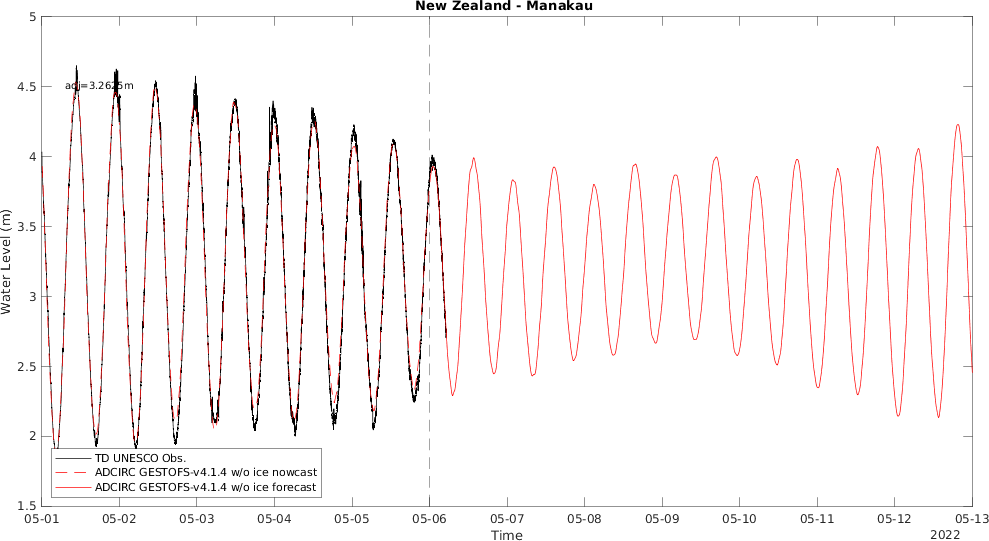 New Zealand - Manakau
5
4.5
4
3.5
3
2.5
2
1.5
Water Level (m)
adj=3.2625m
TD UNESCO Obs.
ADCIRC GESTOFS-v4.1.4 w/o ice nowcast
ADCIRC GESTOFS-v4.1.4 w/o ice forecast
05-01 05-02 05-03 05-04 05-05 05-06 05-07 05-08 05-09 05-10 05-11 05-12 05-13
Time
2022